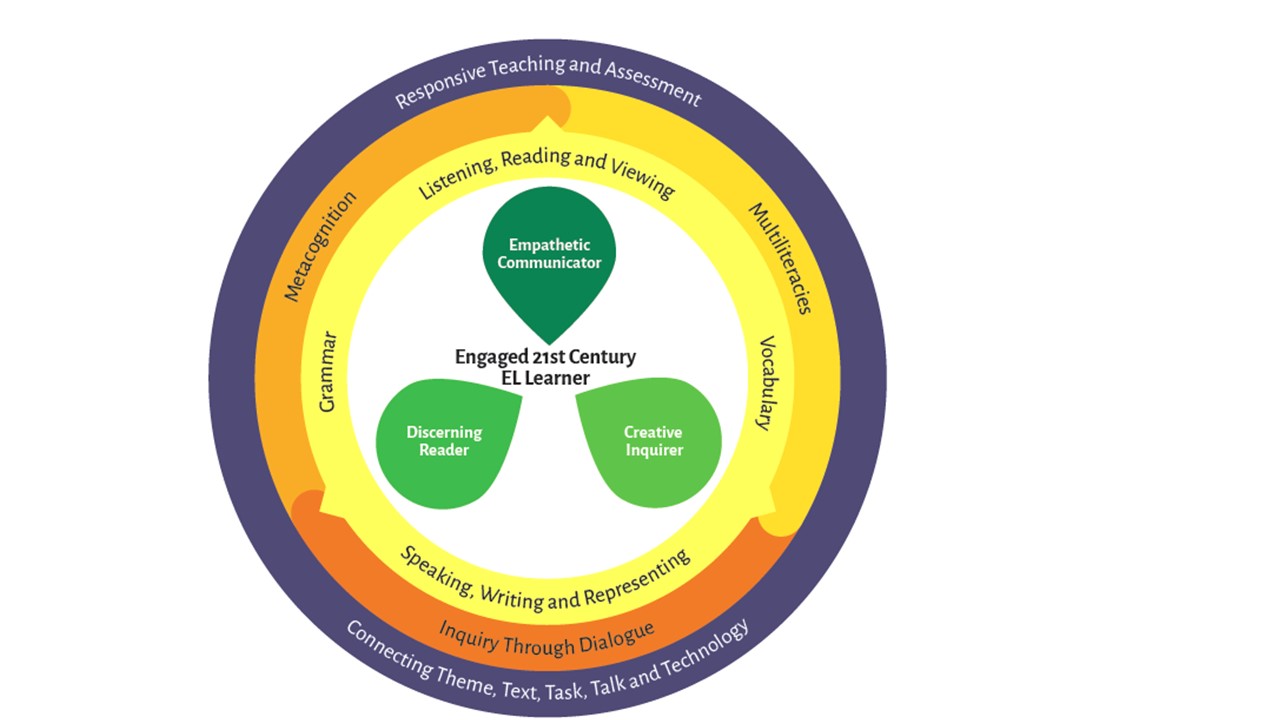 Responsive Teaching and Assessment
Metacognition
Multiliteracies
Listening, Reading and Viewing
Grammar
Vocabulary
Empathetic
Communicator
Engaged 21st Century
EL Learner
Discerning
Reader
Creative
Inquirer
Speaking, Writing and Representing
Inquiry Through Dialogue
Connecting Theme, Text, Task, Talk and Technology